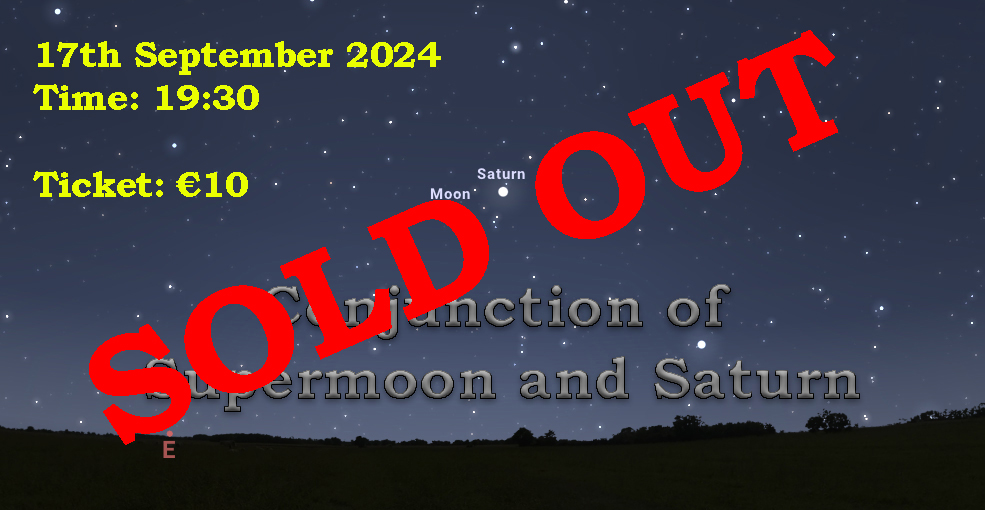 17th September 2024
Time: 19:30
Ticket: €10
Saturn
Moon
SOLD OUT
Conjunction of
Supermoon and Saturn
E